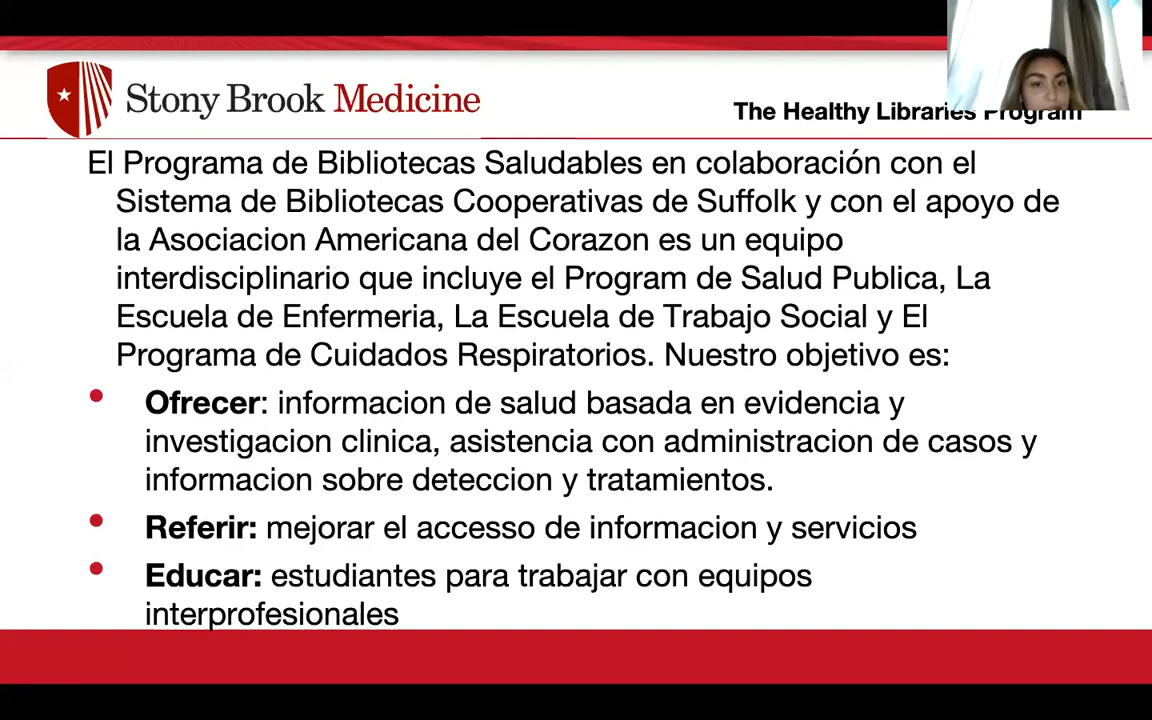 Stony Brook Medicine
The Healthy Libraries Program
El Programa de Bibliotecas Saludables en colaboración con el
Sistema de Bibliotecas Cooperativas de Suffolk y con el apoyo de
la Asociacion Americana del Corazon es un equipo
interdisciplinario que incluye el Program de Salud Publica, La
Escuela de Enfermeria, La Escuela de Trabajo Social y El
Programa de Cuidados Respiratorios. Nuestro objetivo es:
• Ofrecer: informacion de salud basada en evidencia y
investigacion clinica, asistencia con administracion de casos y
informacion sobre deteccion y tratamientos.
• Referir: mejorar el accesso de informacion y servicios
• Educar: estudiantes para trabajar con equipos
interprofesionales